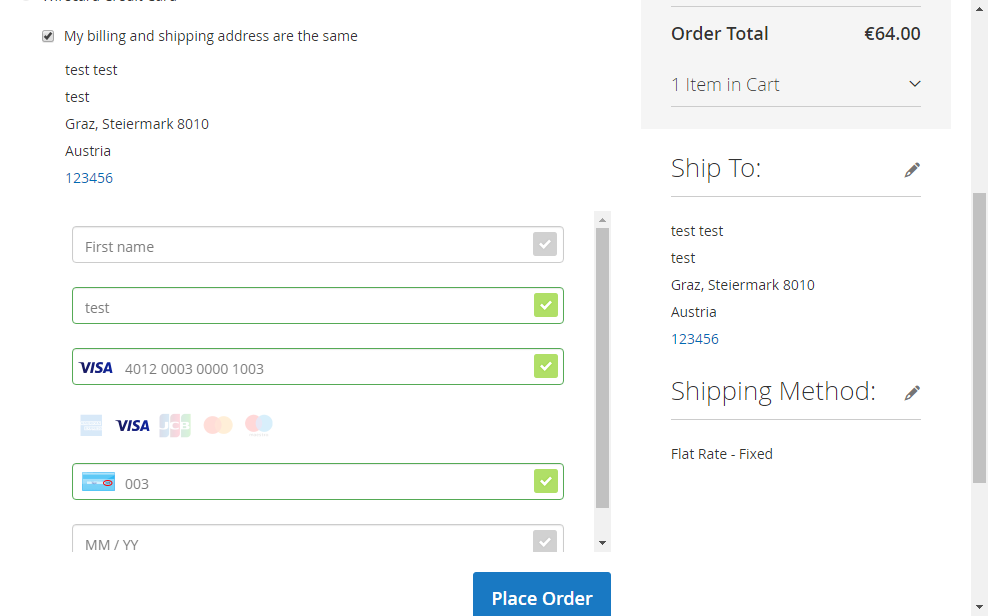 My billing and shipping address are the same
test test
test
Graz, Steiermark 8010
Austria
123456
First name
test
VISA 4012 0003 0000 1003
VISA JCB
003
MM / YY
Place Order
Order Total €64.00
1 Item in Cart
Ship To:
test test
test
Graz, Steiermark 8010
Austria
123456
Shipping Method:
Flat Rate - Fixed